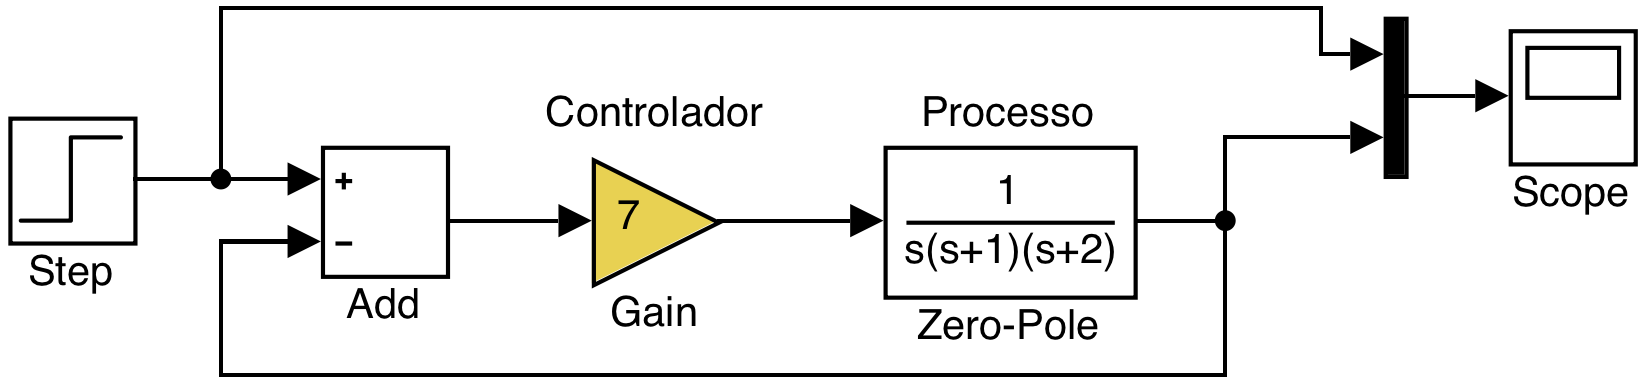 Step
+
−
Add
Controlador
7
Gain
Processo
1
s(s+1)(s+2)
Zero-Pole
Scope